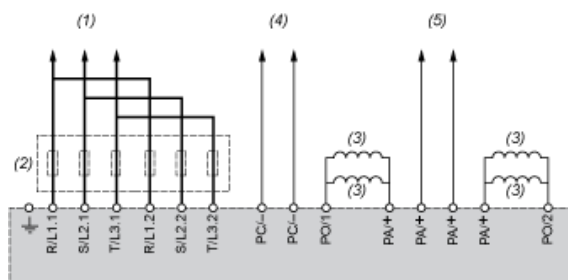 (1)
(4)
(5)
(2)
(3)
(3)
(3)
(3)
R/L1.1
S/L2.1
T/L3.1
R/L1.2
S/L2.2
T/L3.2
PC/−
PC/−
PO/1
PA/+
PA/+
PA/+
PA/+
PO/2